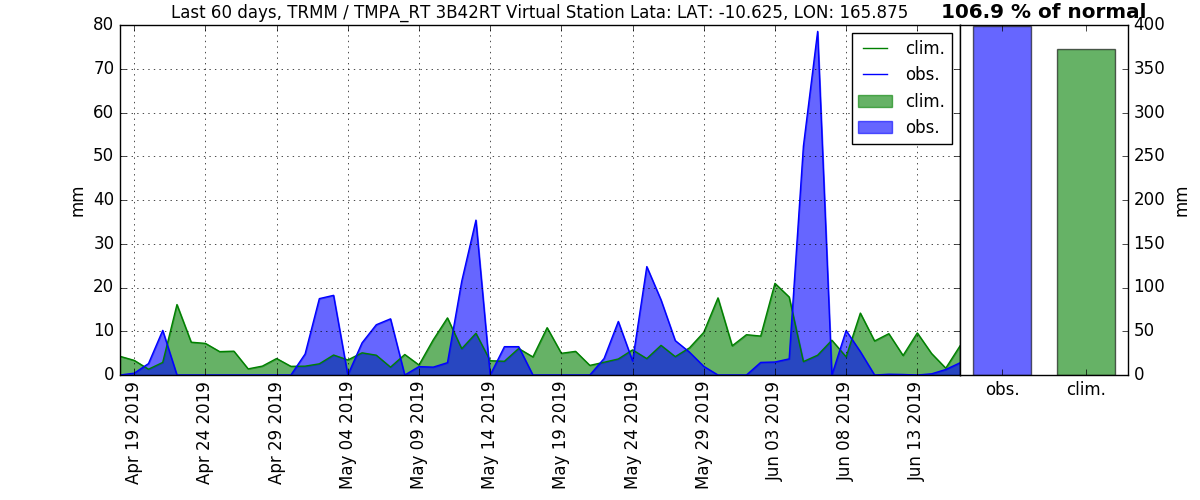 Last 60 days, TRMM / TMPA_RT 3B42RT Virtual Station Lata: LAT: -10.625, LON: 165.875
106.9 % of normal
80
70
60
50
40
30
20
10
0
mm
clim.
obs.
clim.
obs.
Apr 19 2019
Apr 24 2019
Apr 29 2019
May 04 2019
May 09 2019
May 14 2019
May 19 2019
May 24 2019
May 29 2019
Jun 03 2019
Jun 08 2019
Jun 13 2019
400
350
300
250
200
150
100
50
0
mm
obs.
clim.